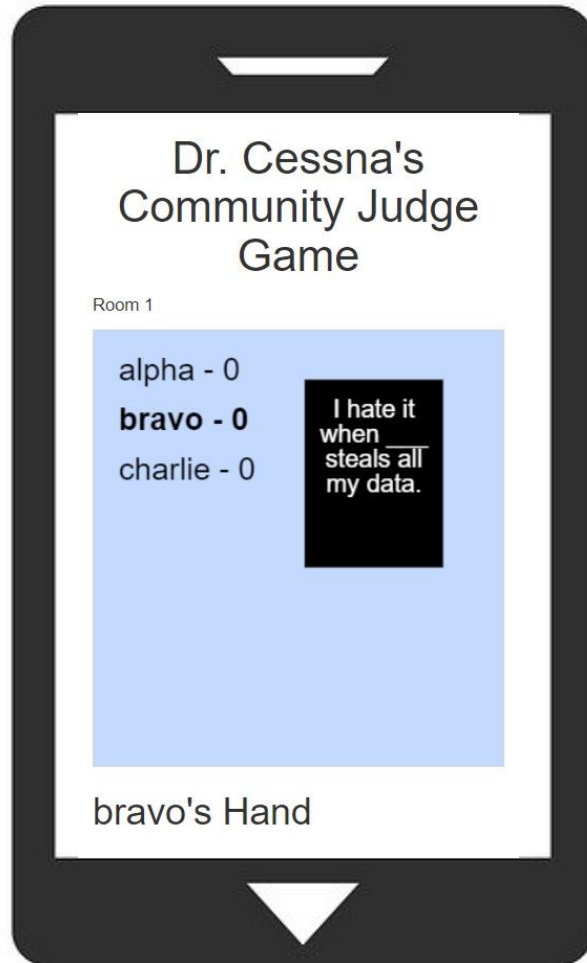 Dr. Cessna's
Community Judge
Game
Room 1
alpha - 0
bravo - 0
charlie - 0
I hate it
when ____
steals all
my data.
bravo's Hand